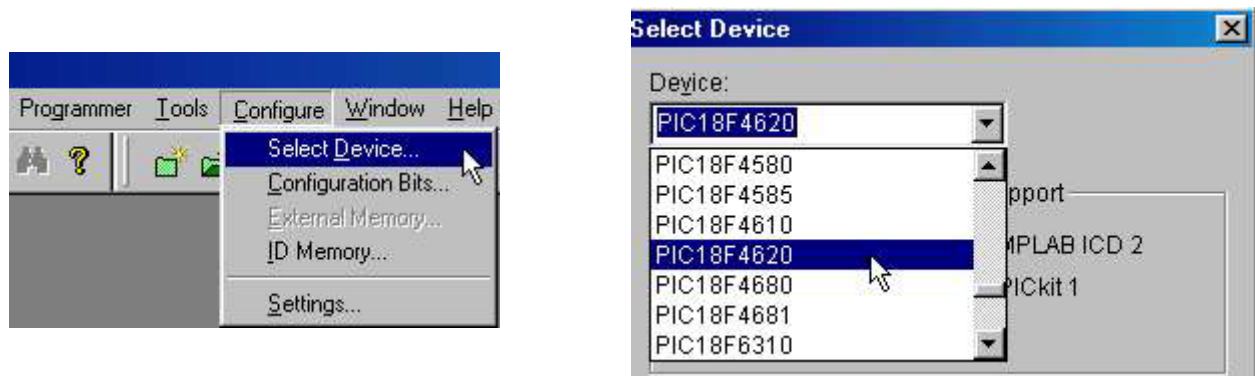 Programmer Tools Configure Window Help
Select Device...
Configuration Bits...
External Memory...
ID Memory...
Settings...
Select Device
Device:
PIC18F4620
PIC18F4580
PIC18F4585
PIC18F4610
PIC18F4620
PIC18F4680
PIC18F4681
PIC18F6310
pport
MPLAB ICD 2
PICkit 1